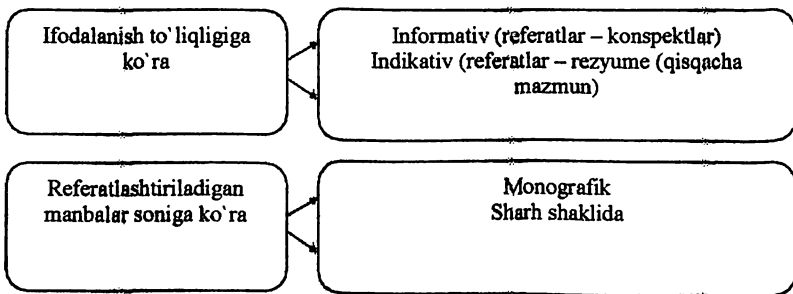 Ifodalanish to`liqligiga
ko`ra
Informativ (referatlar – konspektlar)
Indikativ (referatlar – rezyume (qisqacha
mazmun)
Referatlashtiriladigan
manbalar soniga ko`ra
Monografik
Sharh shaklida